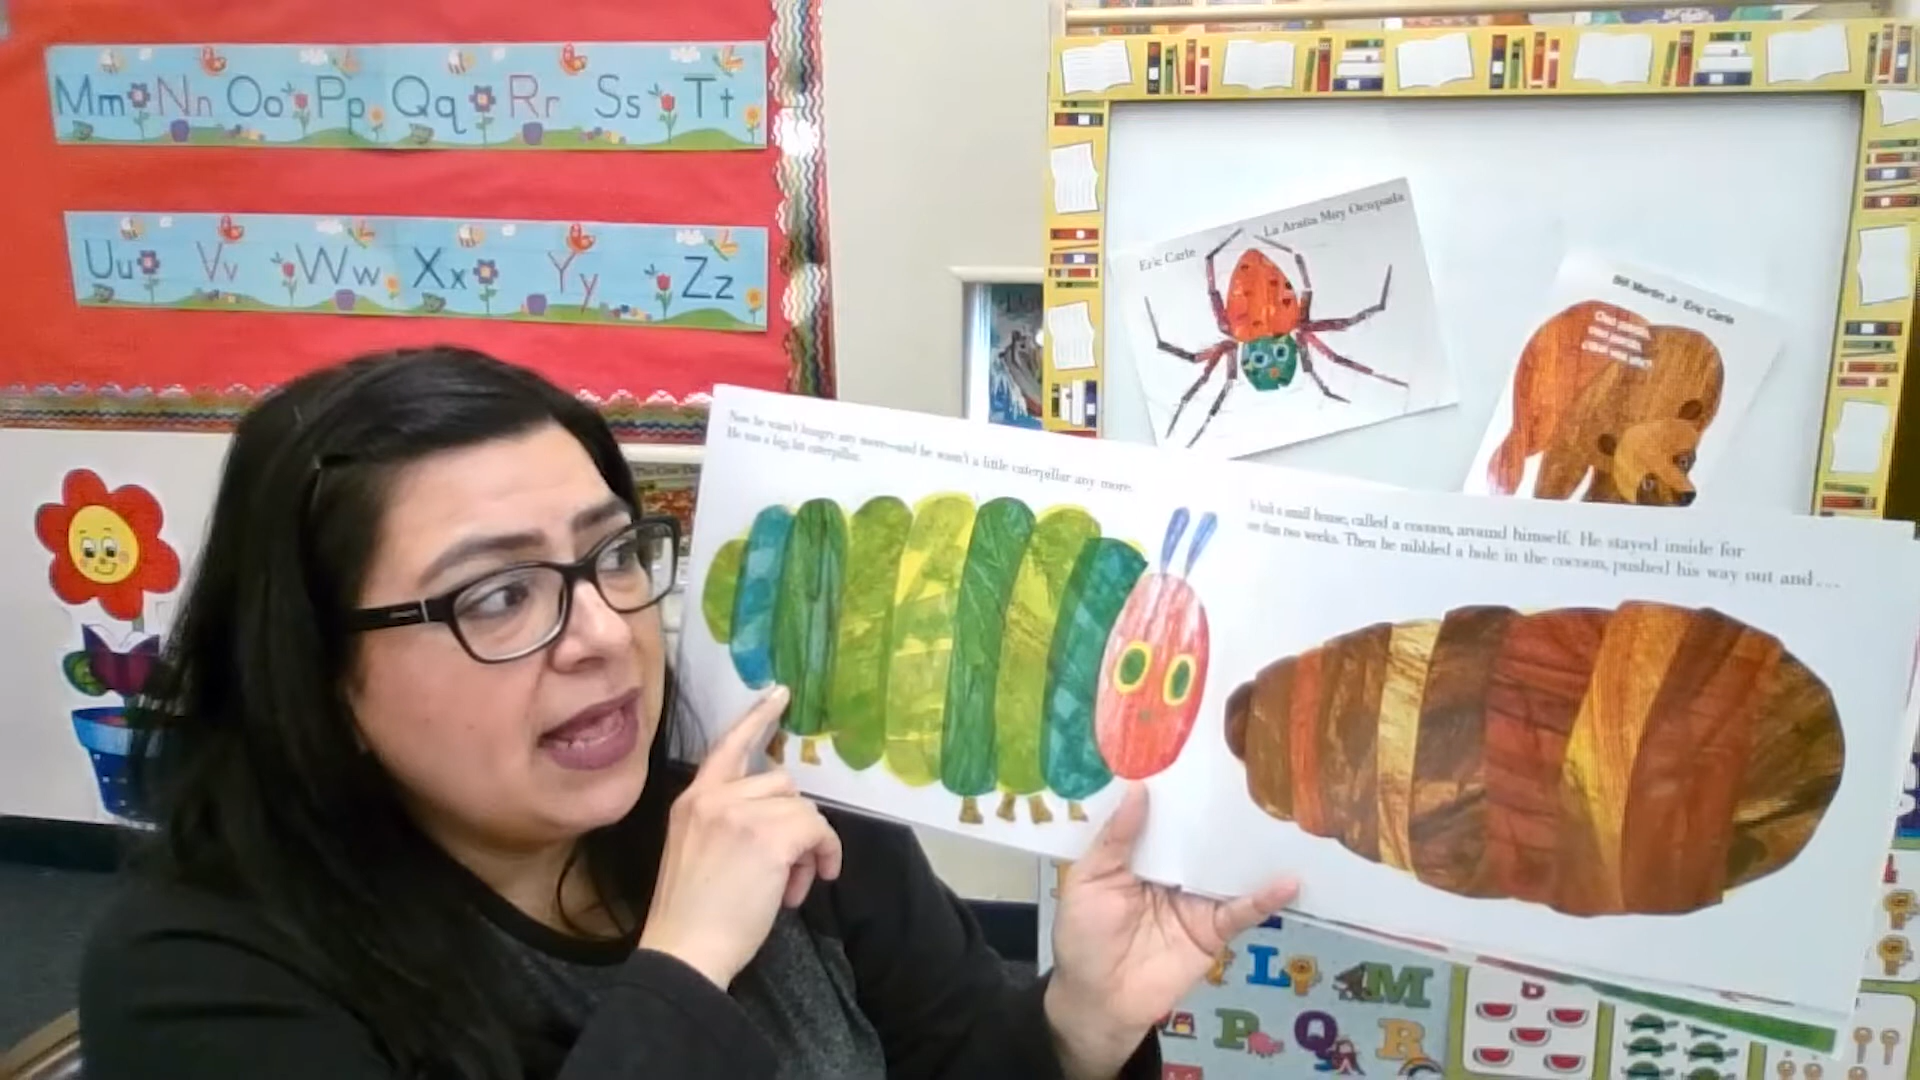 Mm Nn Oo Pp Qq Rr Ss Tt
Uu Vv Ww Xx Yy Zz
Eric Carle
La Araña Muy Ocupada
Bill Martin Jr Eric Carle
Now he wasn't hungry any more—and he wasn't a little caterpillar any more.
He was a big, fat caterpillar.
built a small house, called a cocoon, around himself. He stayed inside for
than two weeks. Then he nibbled a hole in the cocoon, pushed his way out and...
L M
P Q R